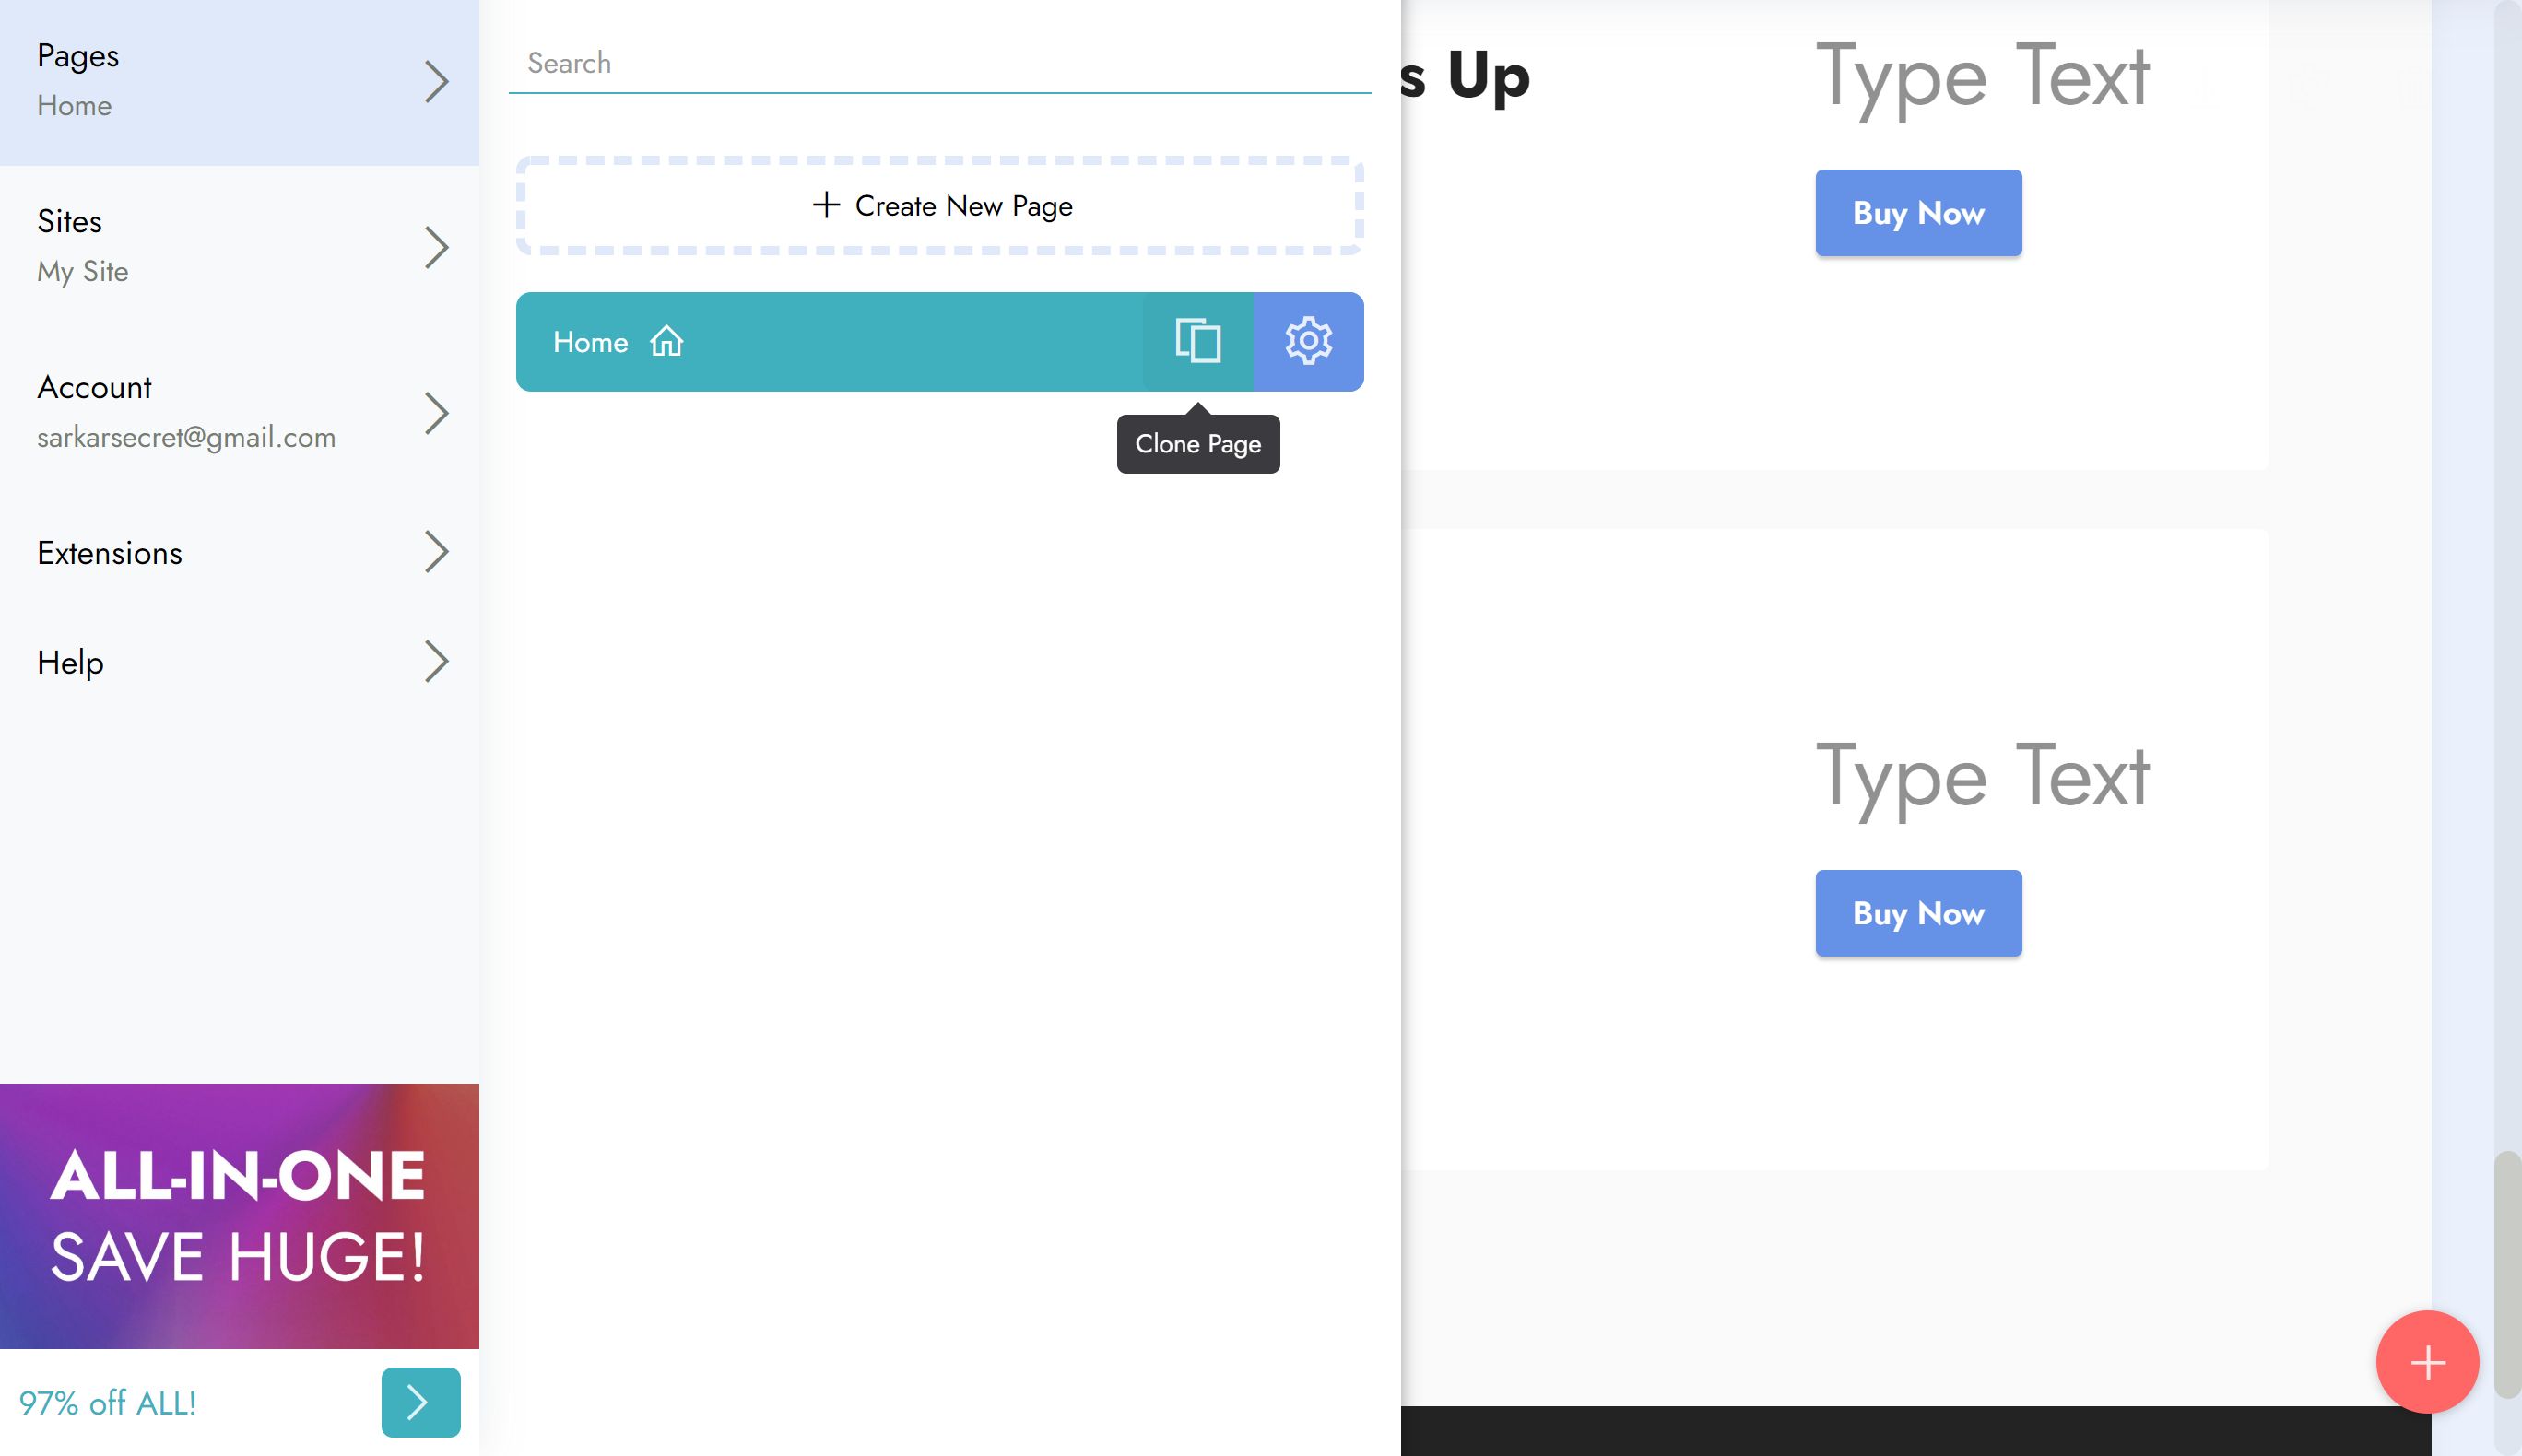 Pages
Home
Sites
My Site
Account
sarkarsecret@gmail.com
Extensions
Help
ALL-IN-ONE
SAVE HUGE!
97% off ALL!
Search
Create New Page
Home
Clone Page
s Up
Type Text
Buy Now
Type Text
Buy Now